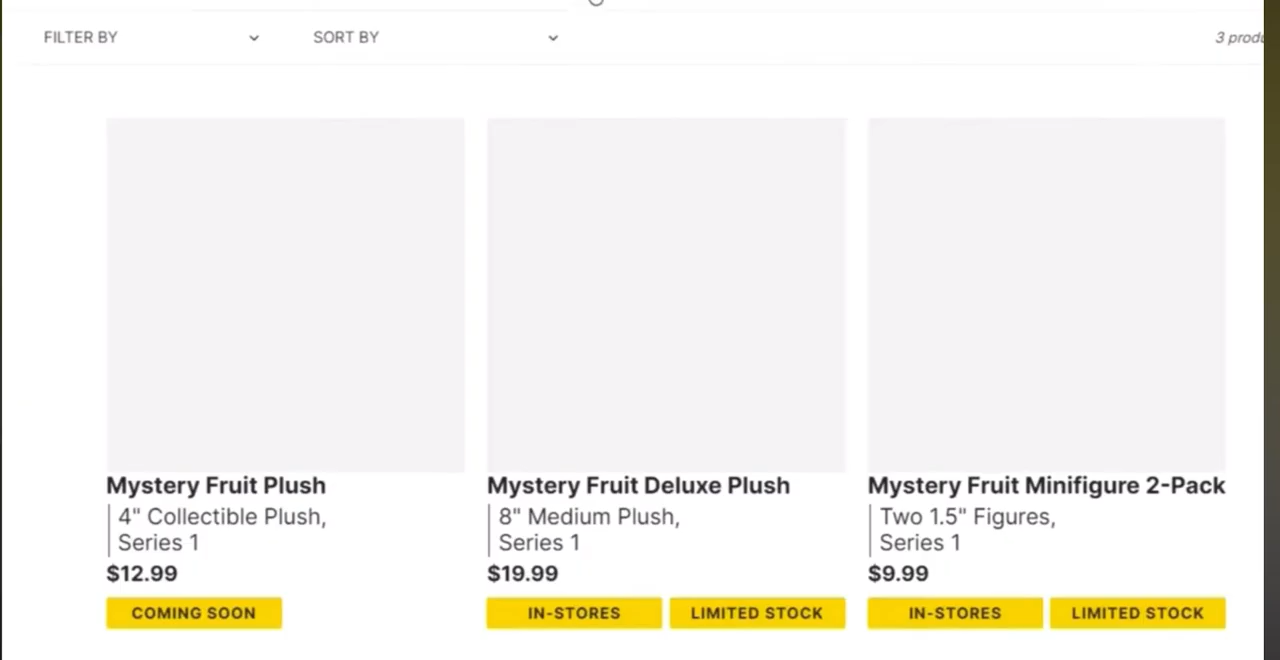 FILTER BY
SORT BY
3 produ
Mystery Fruit Plush
4" Collectible Plush,
Series 1
$12.99
COMING SOON
Mystery Fruit Deluxe Plush
8" Medium Plush,
Series 1
$19.99
IN-STORES
LIMITED STOCK
Mystery Fruit Minifigure 2-Pack
Two 1.5" Figures,
Series 1
$9.99
IN-STORES
LIMITED STOCK